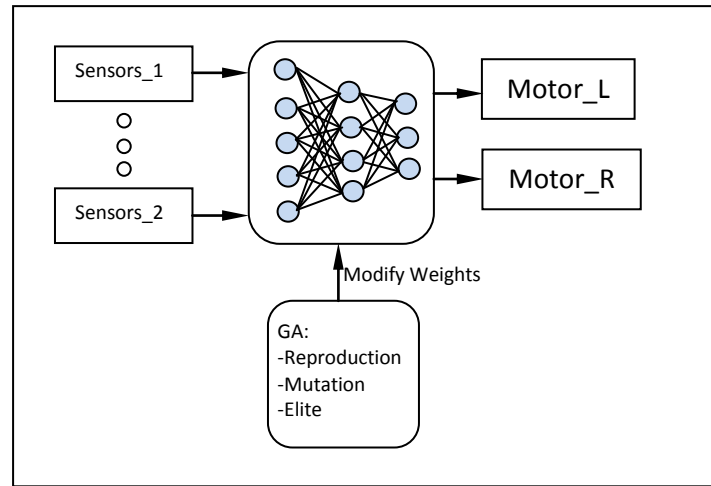 Sensors_1
Sensors_2
Motor_L
Motor_R
Modify Weights
GA:
-Reproduction
-Mutation
-Elite